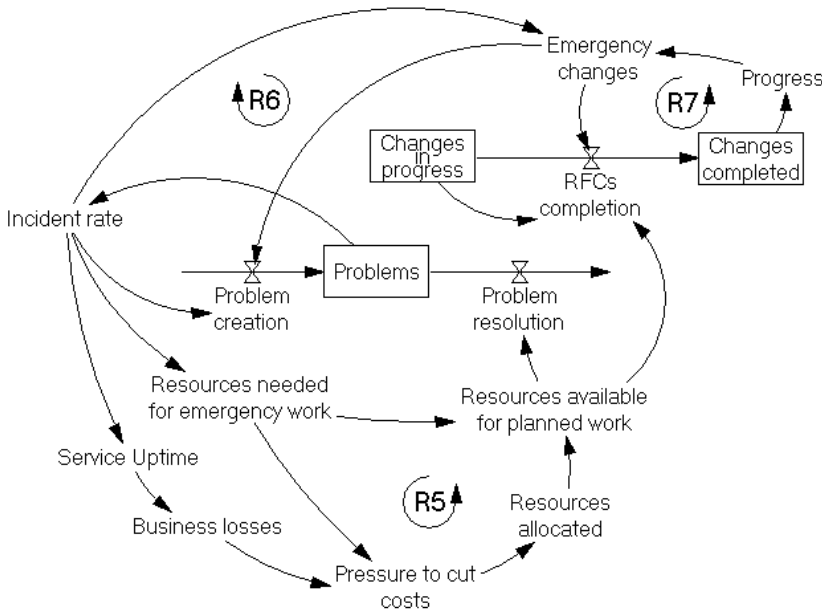 Emergency
changes
Progress
R6
R7
Changes
in
progress
Changes
completed
RFCs
completion
Incident rate
Problems
Problem
creation
Problem
resolution
Resources needed
for emergency work
Resources available
for planned work
Service Uptime
R5
Resources
allocated
Business losses
Pressure to cut
costs